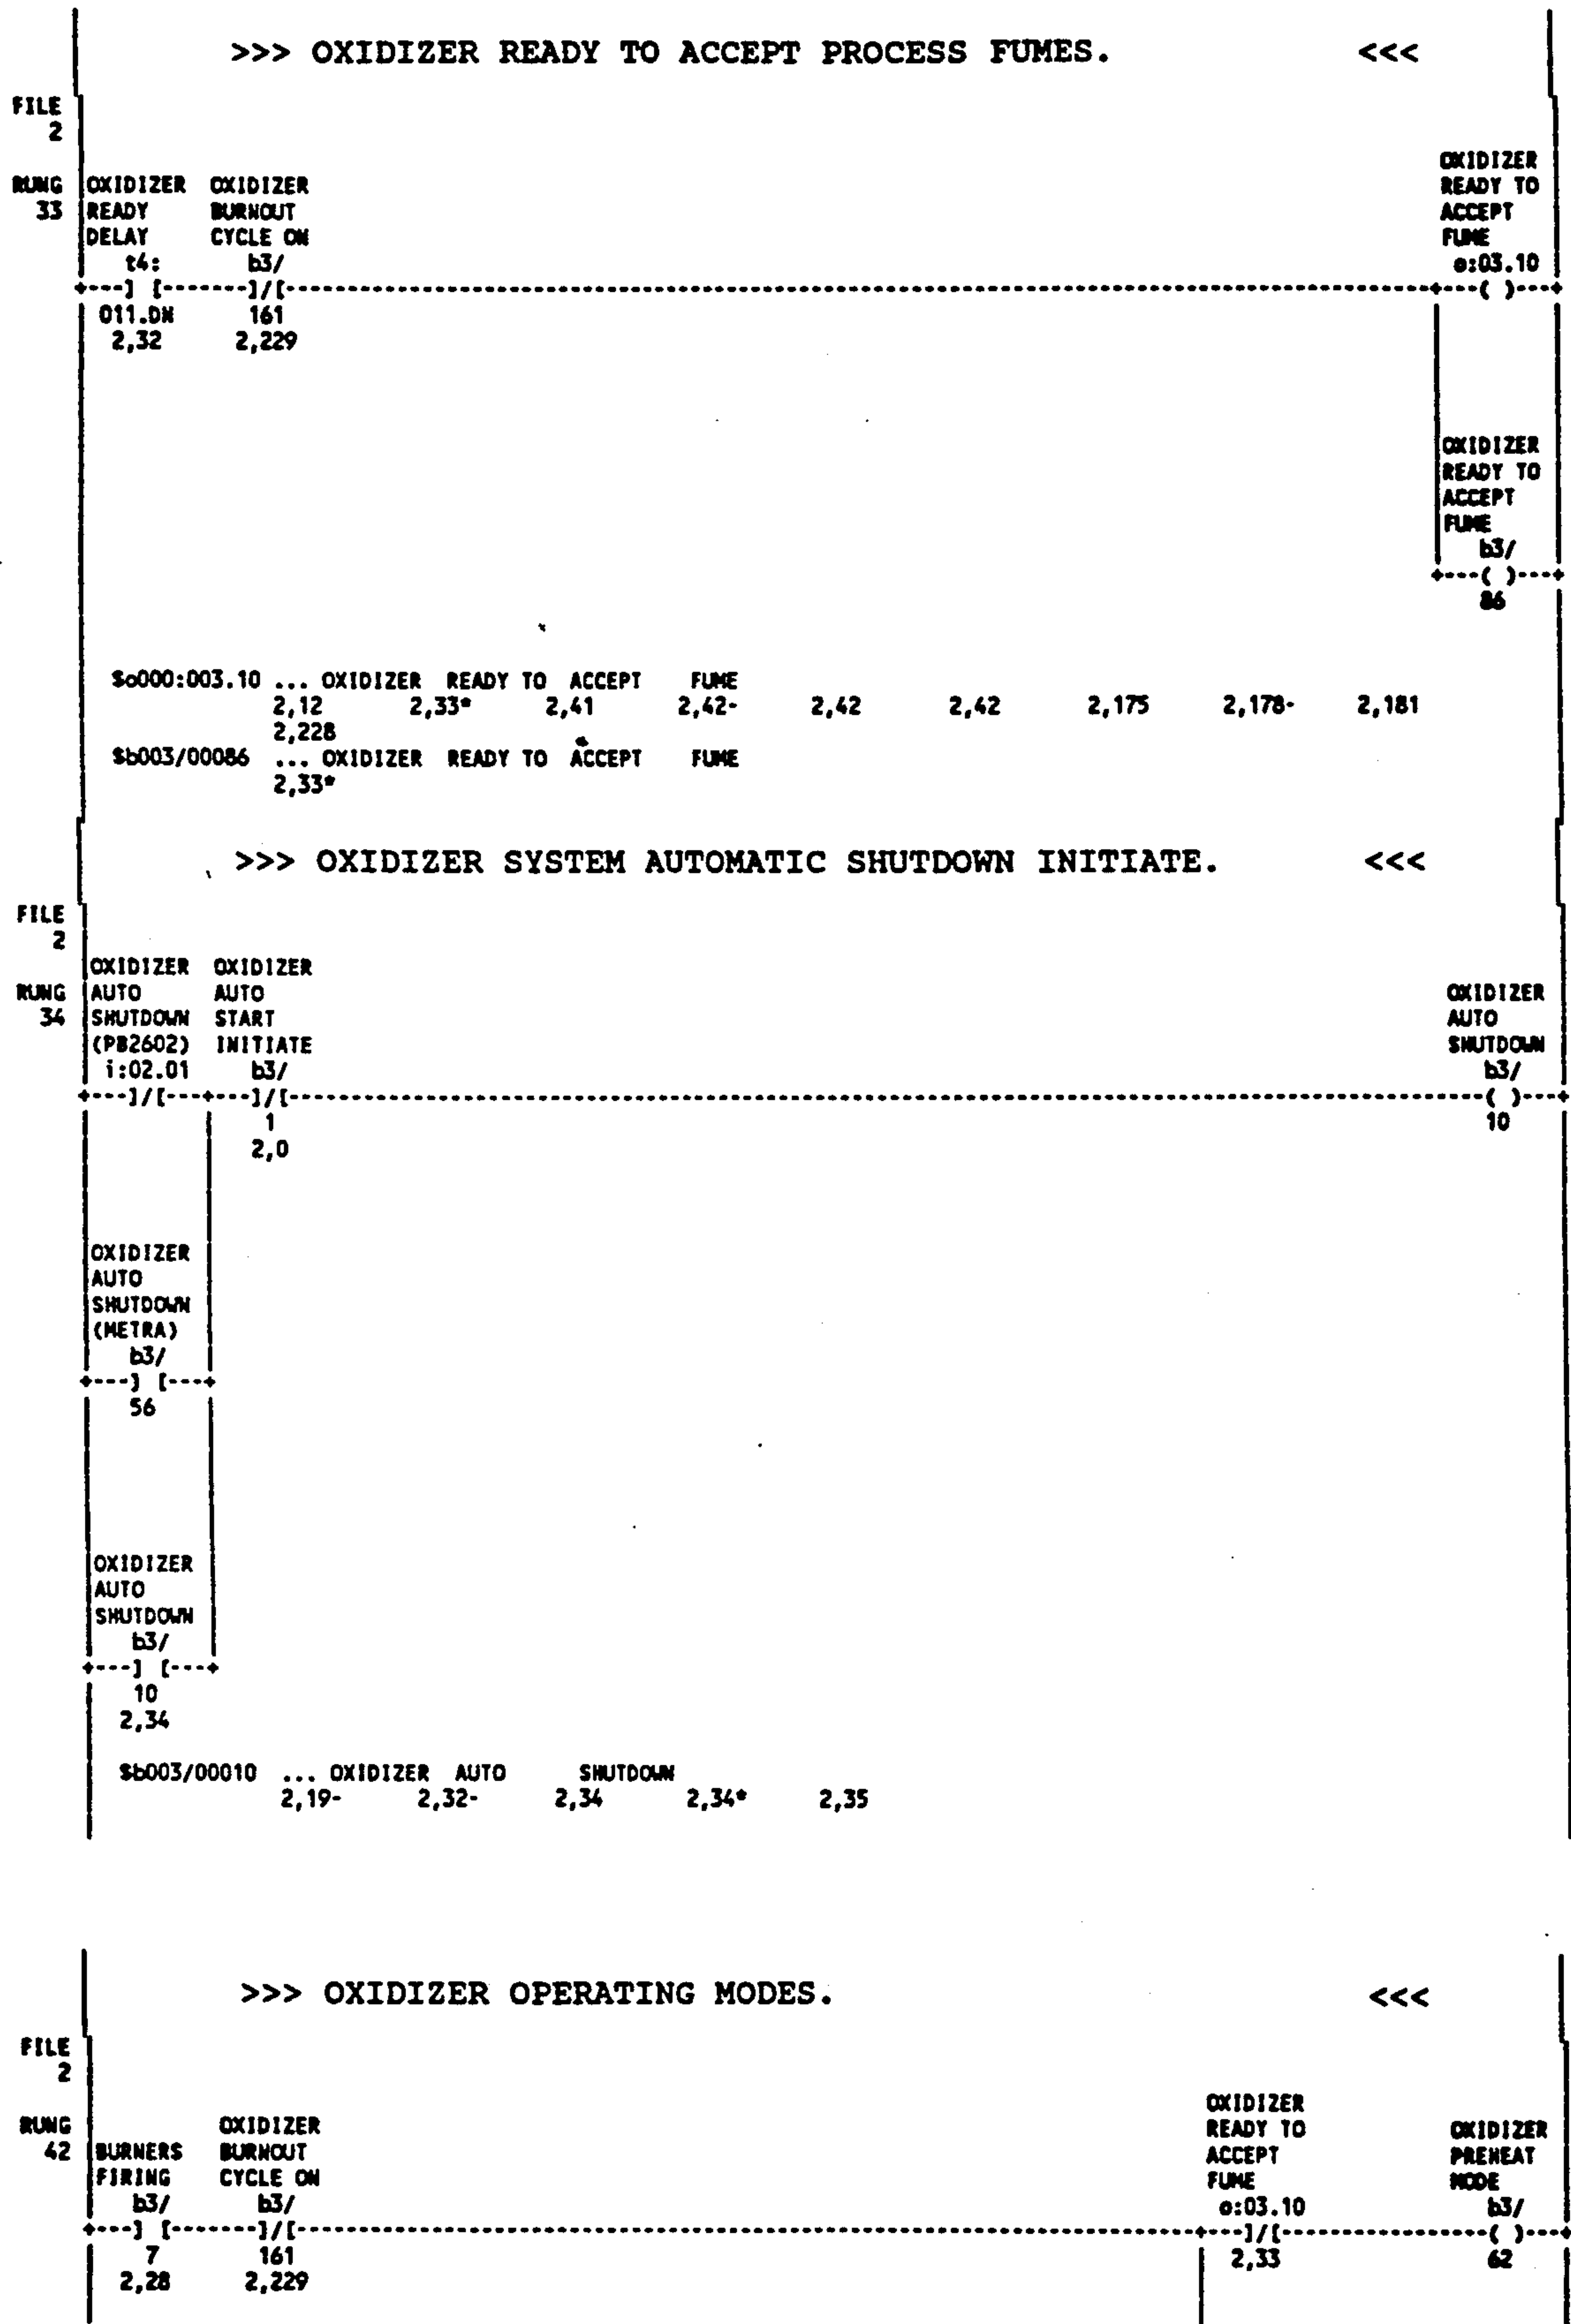 >>> OXIDIZER READY TO ACCEPT PROCESS FUMES. <<<
FILE
2
OXIDIZER
RUNG OXIDIZER OXIDIZER READY TO
33 READY BURNOUT ACCEPT
DELAY CYCLE ON FUME
t4: b3/ o:03.10
+---] [-------]/[---+---( )---+
011.DN 161
2,32 2,229
OXIDIZER
READY TO
ACCEPT
FUME
b3/
+---( )---+
86
$o000:003.10 ... OXIDIZER READY TO ACCEPT FUME
2,12 2,33* 2,41 2,42- 2,42 2,42 2,175 2,178- 2,181
2,228
$b003/00086 ... OXIDIZER READY TO ACCEPT FUME
2,33*
>>> OXIDIZER SYSTEM AUTOMATIC SHUTDOWN INITIATE. <<<
FILE
2
OXIDIZER OXIDIZER
RUNG AUTO AUTO OXIDIZER
34 SHUTDOWN START AUTO
(PB2602) INITIATE SHUTDOWN
i:02.01 b3/ b3/
+---]/[---+---]/[---( )---+
1 10
2,0
OXIDIZER
AUTO
SHUTDOWN
(METRA)
b3/
+---] [---+
56
OXIDIZER
AUTO
SHUTDOWN
b3/
+---] [---+
10
2,34
$b003/00010 ... OXIDIZER AUTO SHUTDOWN
2,19- 2,32- 2,34 2,34* 2,35
>>> OXIDIZER OPERATING MODES. <<<
FILE
2
OXIDIZER
RUNG OXIDIZER READY TO OXIDIZER
42 BURNERS BURNOUT ACCEPT PREHEAT
FIRING CYCLE ON FUME MODE
b3/ b3/ o:03.10 b3/
+---] [-------]/[---+---]/[---( )---+
7 161 2,33 62
2,28 2,229